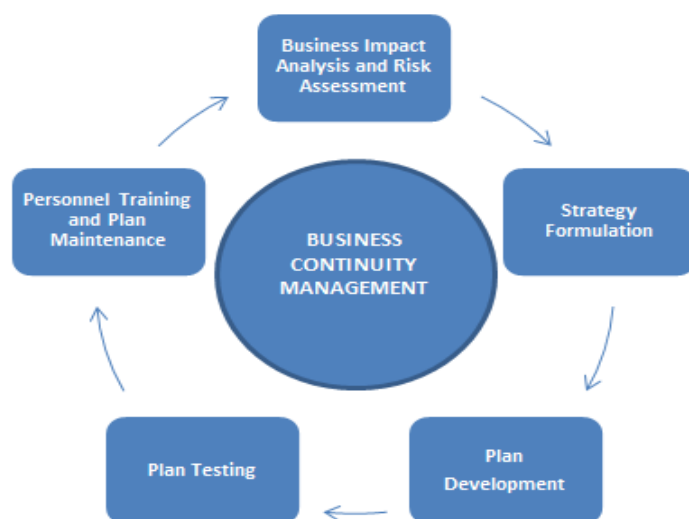 Business Impact
Analysis and Risk
Assessment
Strategy
Formulation
Plan
Development
Plan Testing
Personnel Training
and Plan
Maintenance
BUSINESS
CONTINUITY
MANAGEMENT